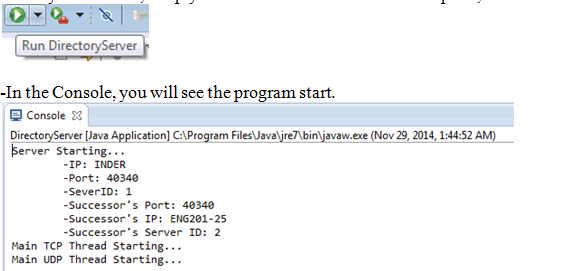 Run DirectoryServer
-In the Console, you will see the program start.
Console
DirectoryServer [Java Application] C:\Program Files\Java\jre7\bin\javaw.exe (Nov 29, 2014, 1:44:52 AM)
Server Starting...
-IP: INDER
-Port: 40340
-SeverID: 1
-Successor's Port: 40340
-Successor's IP: ENG201-25
-Successor's Server ID: 2
Main TCP Thread Starting...
Main UDP Thread Starting...